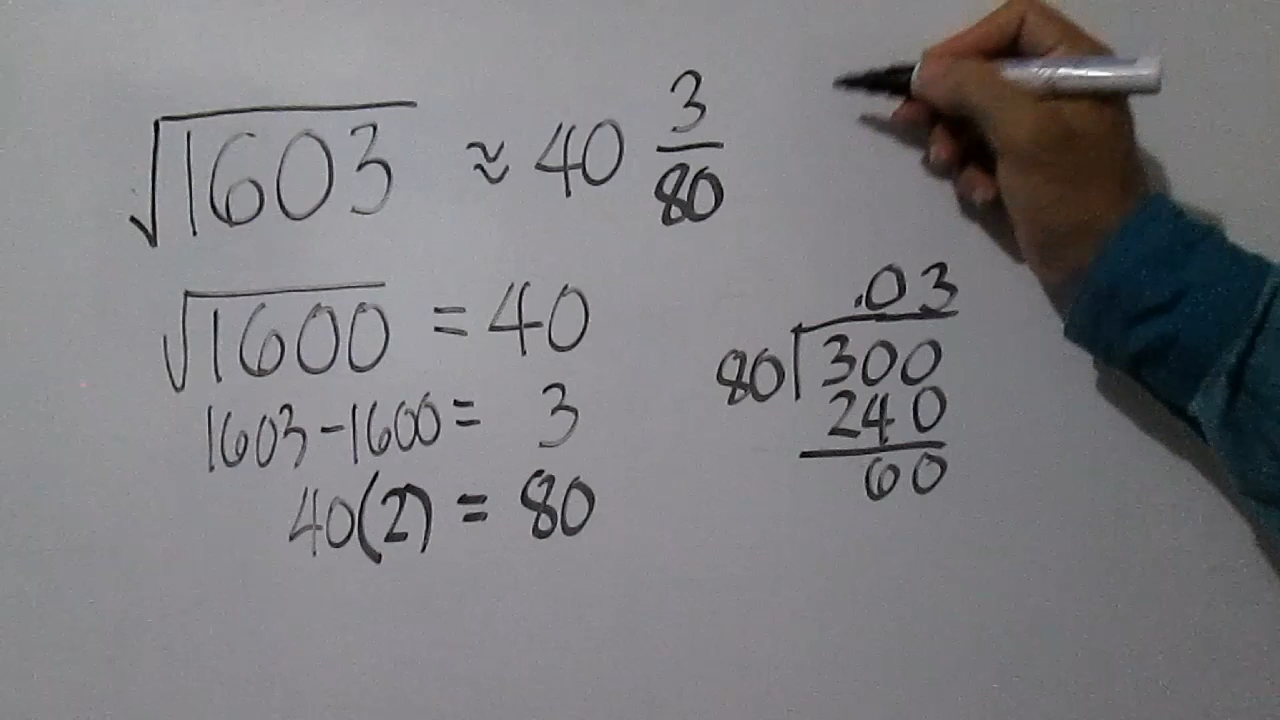 √1603 ≈ 40 3/80
√1600 = 40
1603-1600= 3
40(2) = 80
.03
80)300
240
60